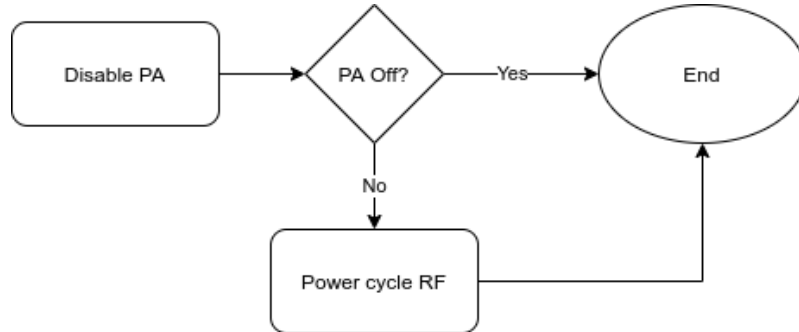 Disable PA
PA Off?
Yes
End
No
Power cycle RF